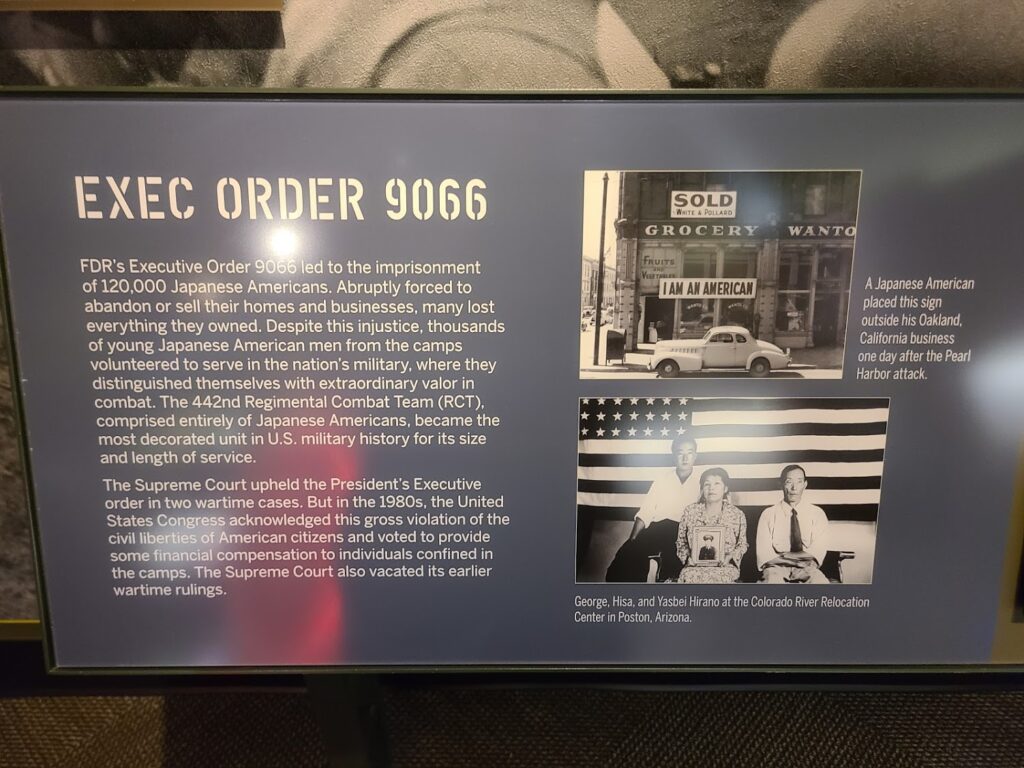 EXEC ORDER 9066
FDR's Executive Order 9066 led to the imprisonment
of 120,000 Japanese Americans. Abruptly forced to
abandon or sell their homes and businesses, many lost
everything they owned. Despite this injustice, thousands
of young Japanese American men from the camps
volunteered to serve in the nation's military, where they
distinguished themselves with extraordinary valor in
combat. The 442nd Regimental Combat Team (RCT),
comprised entirely of Japanese Americans, became the
most decorated unit in U.S. military history for its size
and length of service.
The Supreme Court upheld the President's Executive
order in two wartime cases. But in the 1980s, the United
States Congress acknowledged this gross violation of the
civil liberties of American citizens and voted to provide
some financial compensation to individuals confined in
the camps. The Supreme Court also vacated its earlier
wartime rulings.
SOLD
WHITE & POLLARD
GROCERY WANTO
FRUITS
AND
VEGETABLES
I AM AN AMERICAN
A Japanese American
placed this sign
outside his Oakland,
California business
one day after the Pearl
Harbor attack.
George, Hisa, and Yasbei Hirano at the Colorado River Relocation
Center in Poston, Arizona.